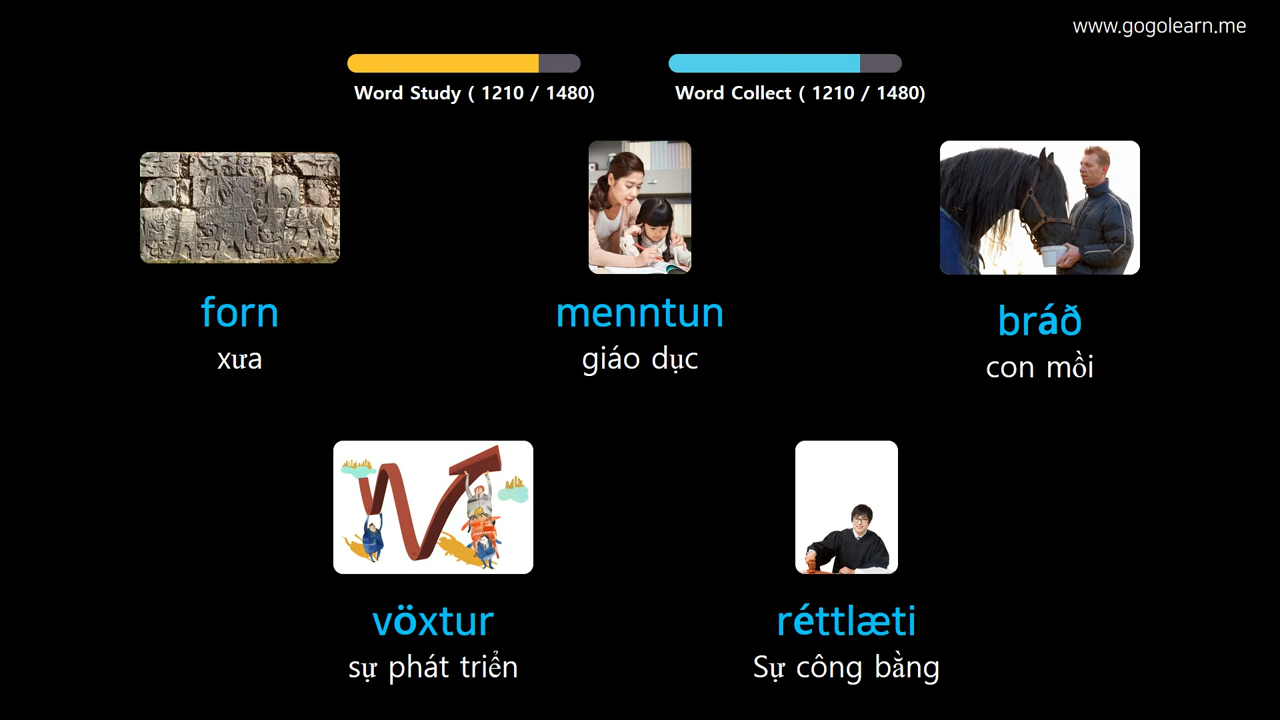 www.gogolearn.me
Word Study ( 1210 / 1480)
Word Collect ( 1210 / 1480)
forn
xưa
menntun
giáo dục
bráð
con mồi
vöxtur
sự phát triển
réttlæti
Sự công bằng